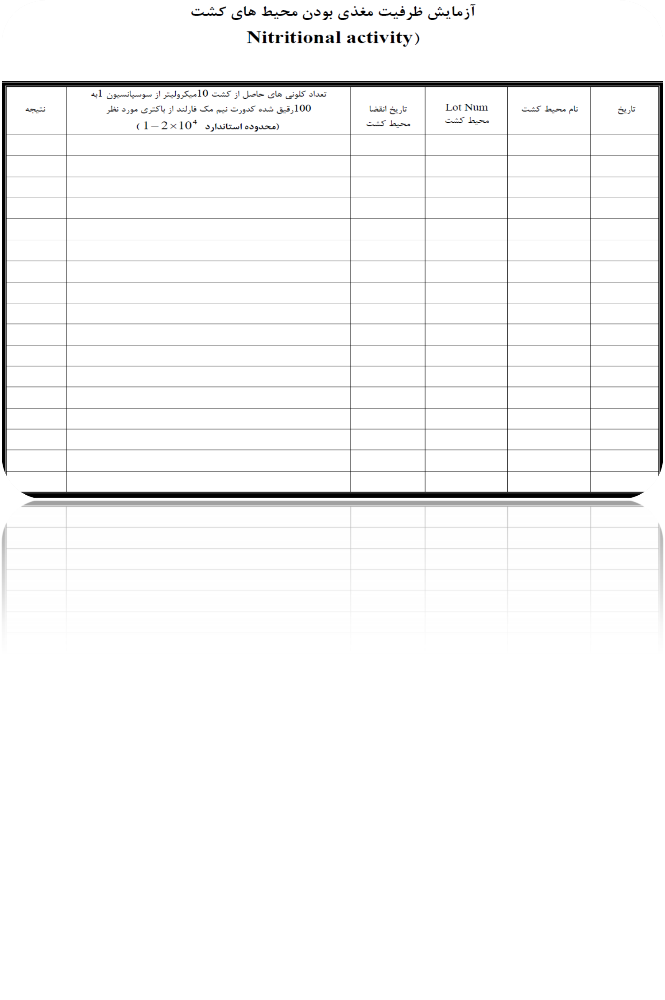 آزمایش ظرفیت مغذی بودن محیط های کشت
Nitritional activity)
تاریخ
نام محیط کشت
Lot Num
محیط کشت
تاریخ انقضا
محیط کشت
تعداد کلونی های حاصل از کشت 10میکرولیتر از سوسپانسیون 1به
100رقیق شده کدورت نیم مک فارلند از باکتری مورد نظر
(محدوده استاندارد 1−2×10⁴ )
نتیجه